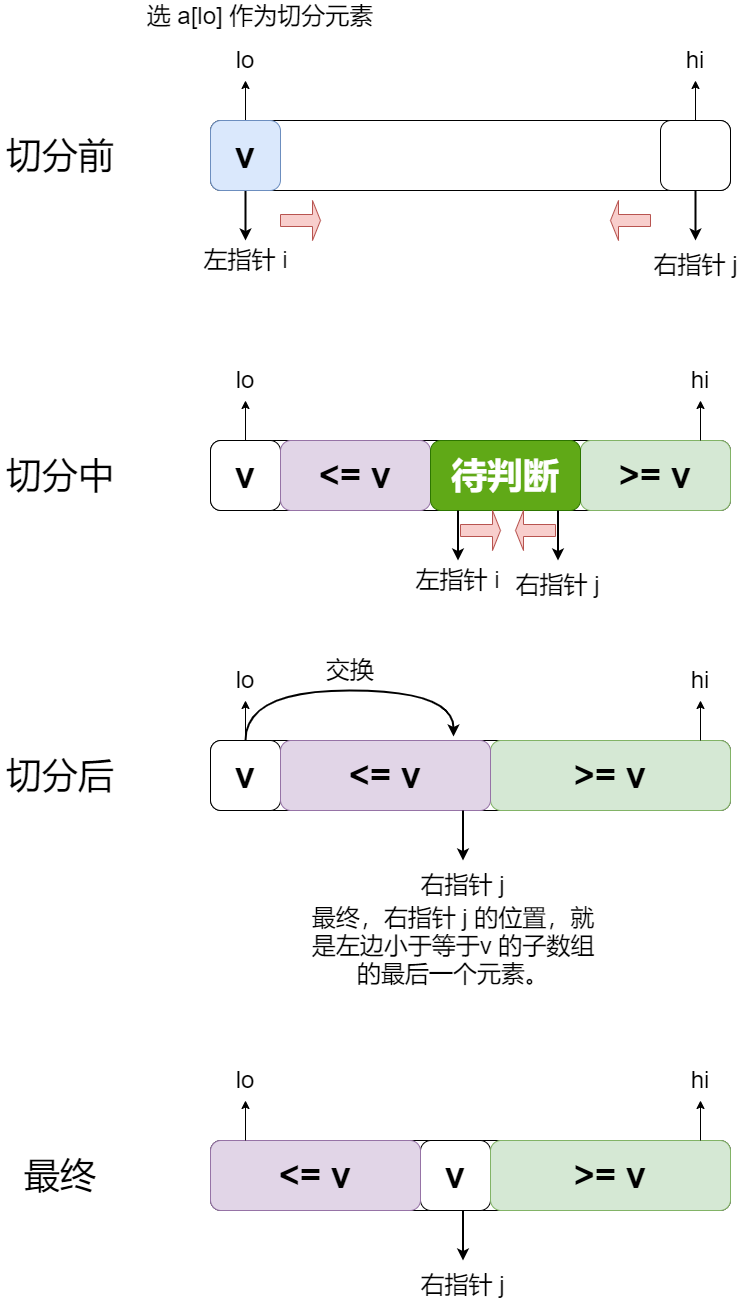 选 a[lo] 作为切分元素
lo
hi
切分前
v
左指针 i
右指针 j
lo
hi
切分中
v
<= v
待判断
>= v
左指针 i
右指针 j
交换
lo
hi
切分后
v
<= v
>= v
右指针 j
最终，右指针 j 的位置，就
是左边小于等于v 的子数组
的最后一个元素。
lo
hi
最终
<= v
v
>= v
右指针 j